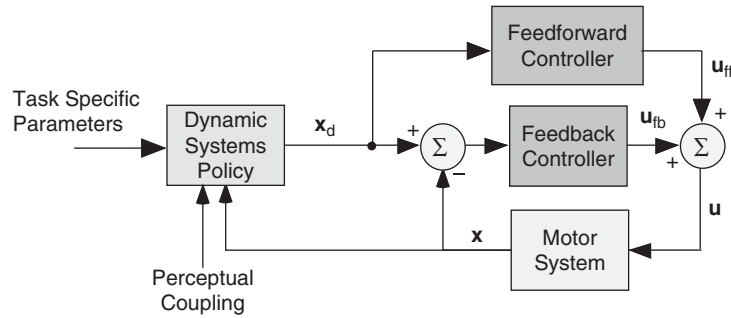 Feedforward
Controller
u_ff
Task Specific
Parameters
Dynamic
Systems
Policy
x_d
+
Σ
−
Feedback
Controller
u_fb
+
+
Σ
u
x
Motor
System
Perceptual
Coupling